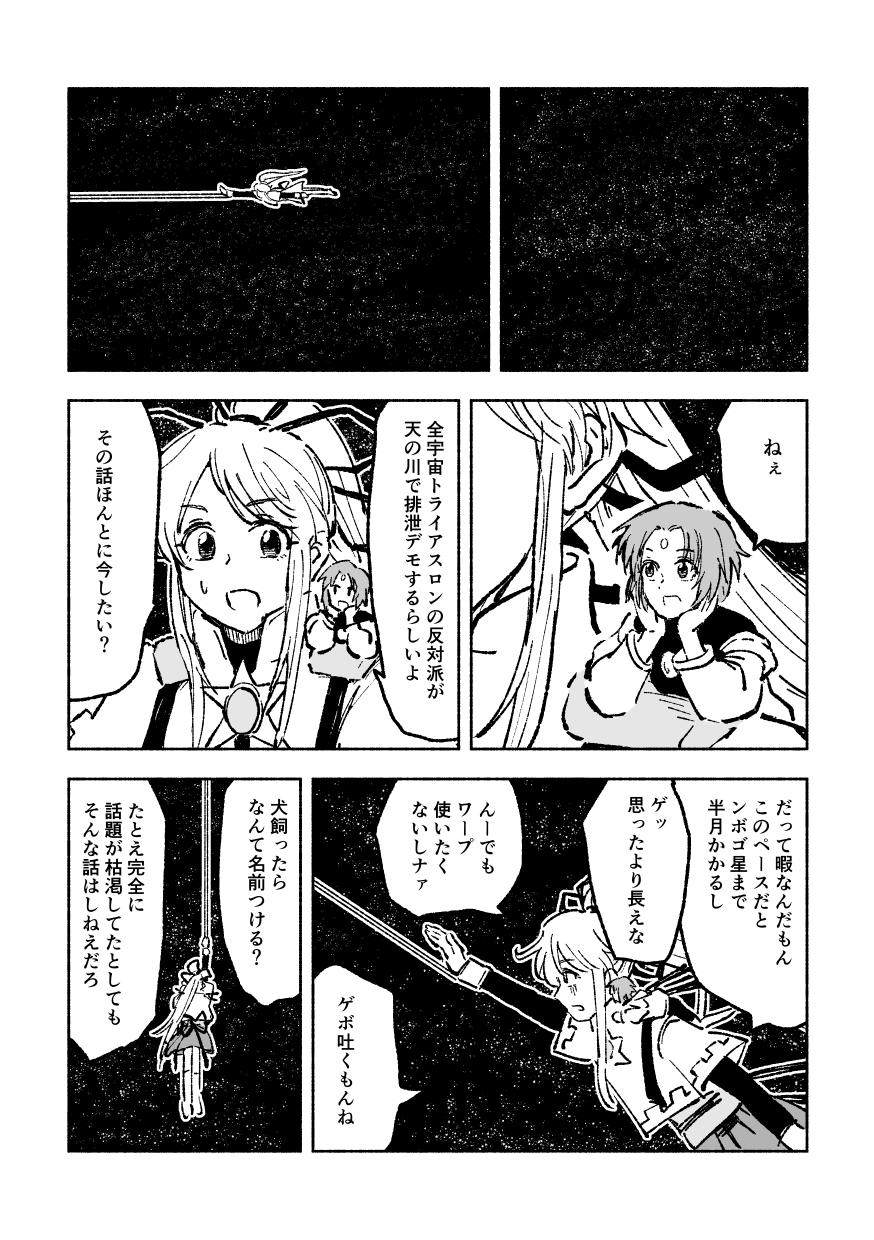 ねぇ
全宇宙トライアスロンの反対派が
天の川で排泄デモするらしいよ
その話ほんとに今したい？
だって暇なんだもん
このペースだと
ンボゴ星まで
半月かかるし
ゲッ
思ったより長えな
んーでも
ワープ
使いたく
ないしナァ
ゲボ吐くもんね
犬飼ったら
なんて名前つける？
たとえ完全に
話題が枯渇してたとしても
そんな話はしねえだろ